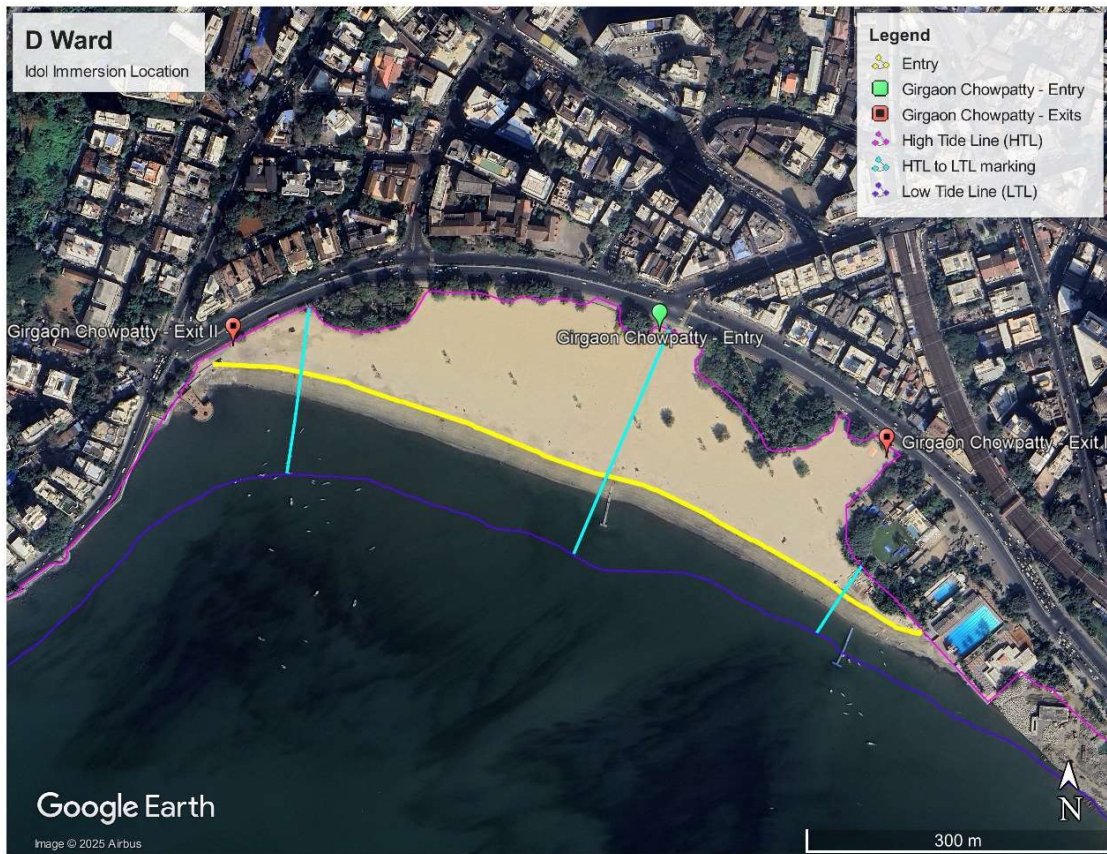 D Ward
Idol Immersion Location
Legend
Entry
Girgaon Chowpatty - Entry
Girgaon Chowpatty - Exits
High Tide Line (HTL)
HTL to LTL marking
Low Tide Line (LTL)
Girgaon Chowpatty - Exit II
Girgaon Chowpatty - Entry
Girgaon Chowpatty - Exit I
Google Earth
Image © 2025 Airbus
N
300 m